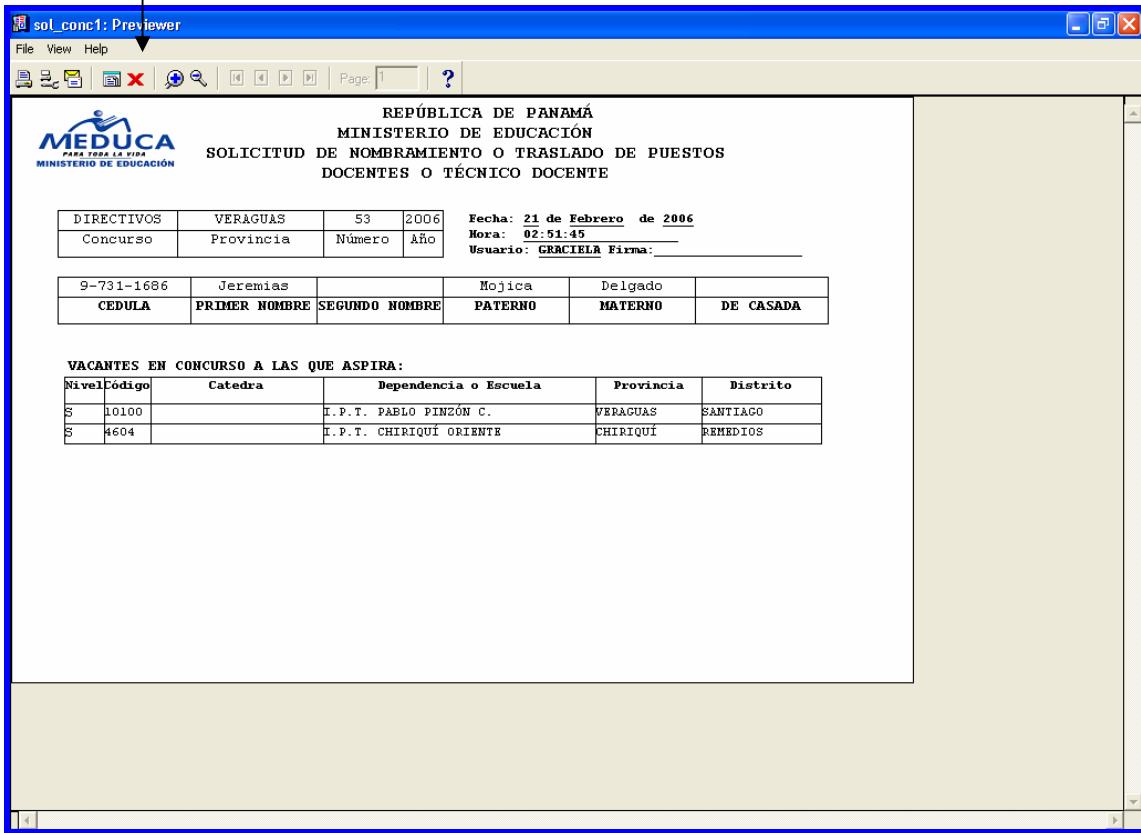 sol_conc1: Previewer
File View Help
Page: 1 ?
REPÚBLICA DE PANAMÁ
MINISTERIO DE EDUCACIÓN
SOLICITUD DE NOMBRAMIENTO O TRASLADO DE PUESTOS
DOCENTES O TÉCNICO DOCENTE
MEDUCA
PARA TODA LA VIDA
MINISTERIO DE EDUCACIÓN
DIRECTIVOS VERAGUAS 53 2006
Concurso Provincia Número Año
Fecha: 21 de Febrero de 2006
Hora: 02:51:45
Usuario: GRACIELA Firma:
9-731-1686 Jeremias Mojica Delgado
CEDULA PRIMER NOMBRE SEGUNDO NOMBRE PATERNO MATERNO DE CASADA
VACANTES EN CONCURSO A LAS QUE ASPIRA:
Nivel Código Catedra Dependencia o Escuela Provincia Distrito
S 10100 I.P.T. PABLO PINZÓN C. VERAGUAS SANTIAGO
S 4604 I.P.T. CHIRIQUÍ ORIENTE CHIRIQUÍ REMEDIOS